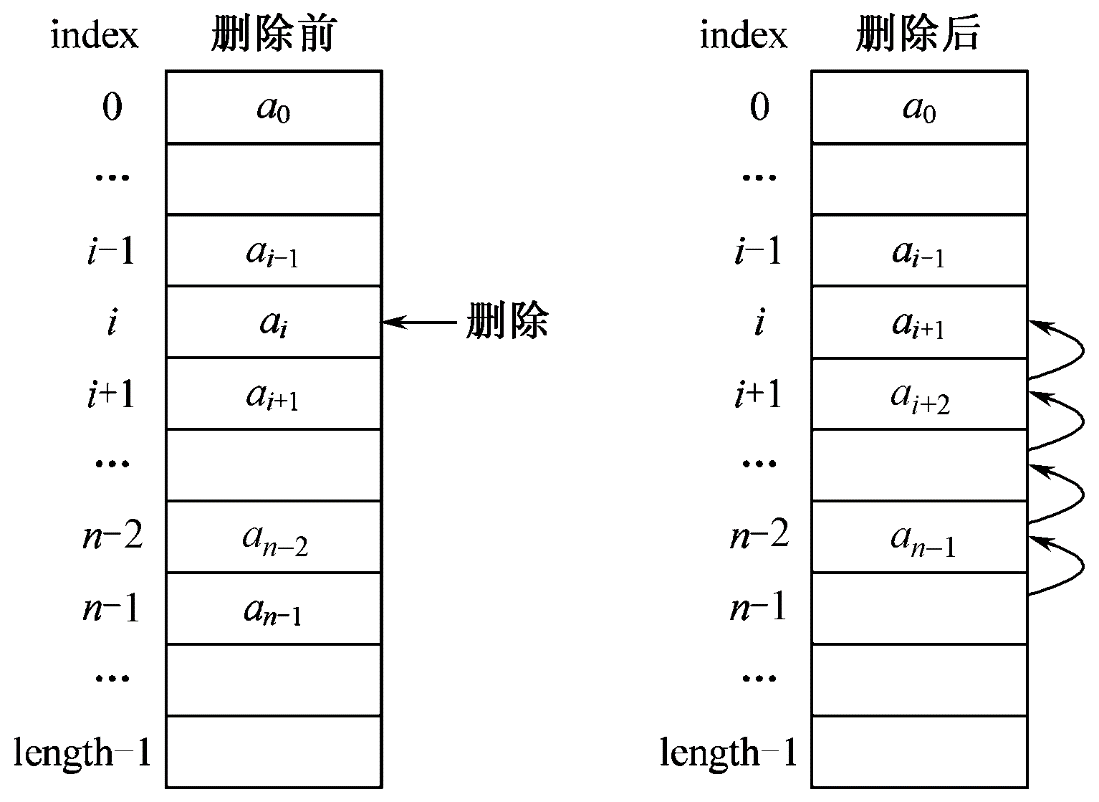 index 删除前 index 删除后
0 a₀ 0 a₀
... ...
i-1 aᵢ₋₁ i-1 aᵢ₋₁
i aᵢ 删除 i aᵢ₊₁
i+1 aᵢ₊₁ i+1 aᵢ₊₂
... ...
n-2 aₙ₋₂ n-2 aₙ₋₁
n-1 aₙ₋₁ n-1
... ...
length-1 length-1